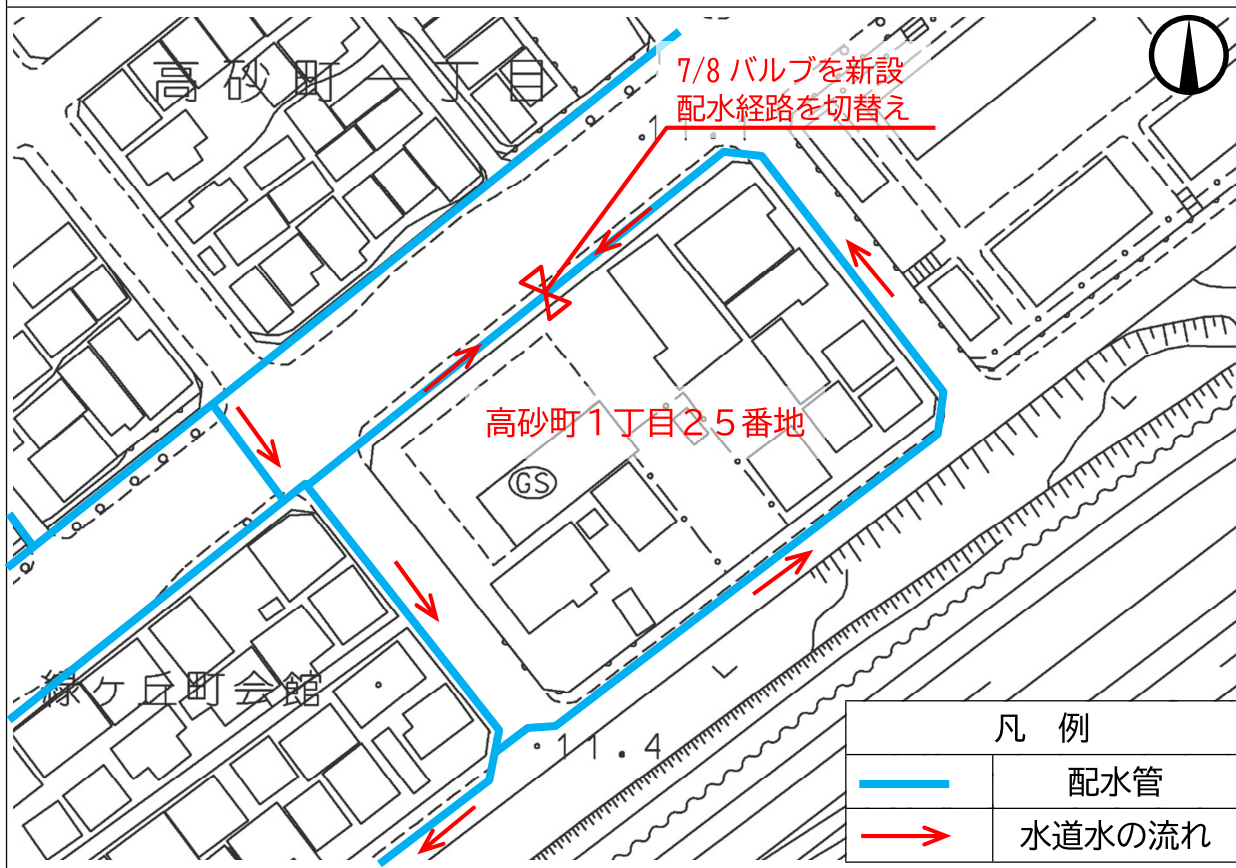 高砂町一丁目
7/8 バルブを新設
配水経路を切替え
高砂町1丁目25番地
GS
緑ケ丘町会館
11.4
凡 例
配水管
水道水の流れ